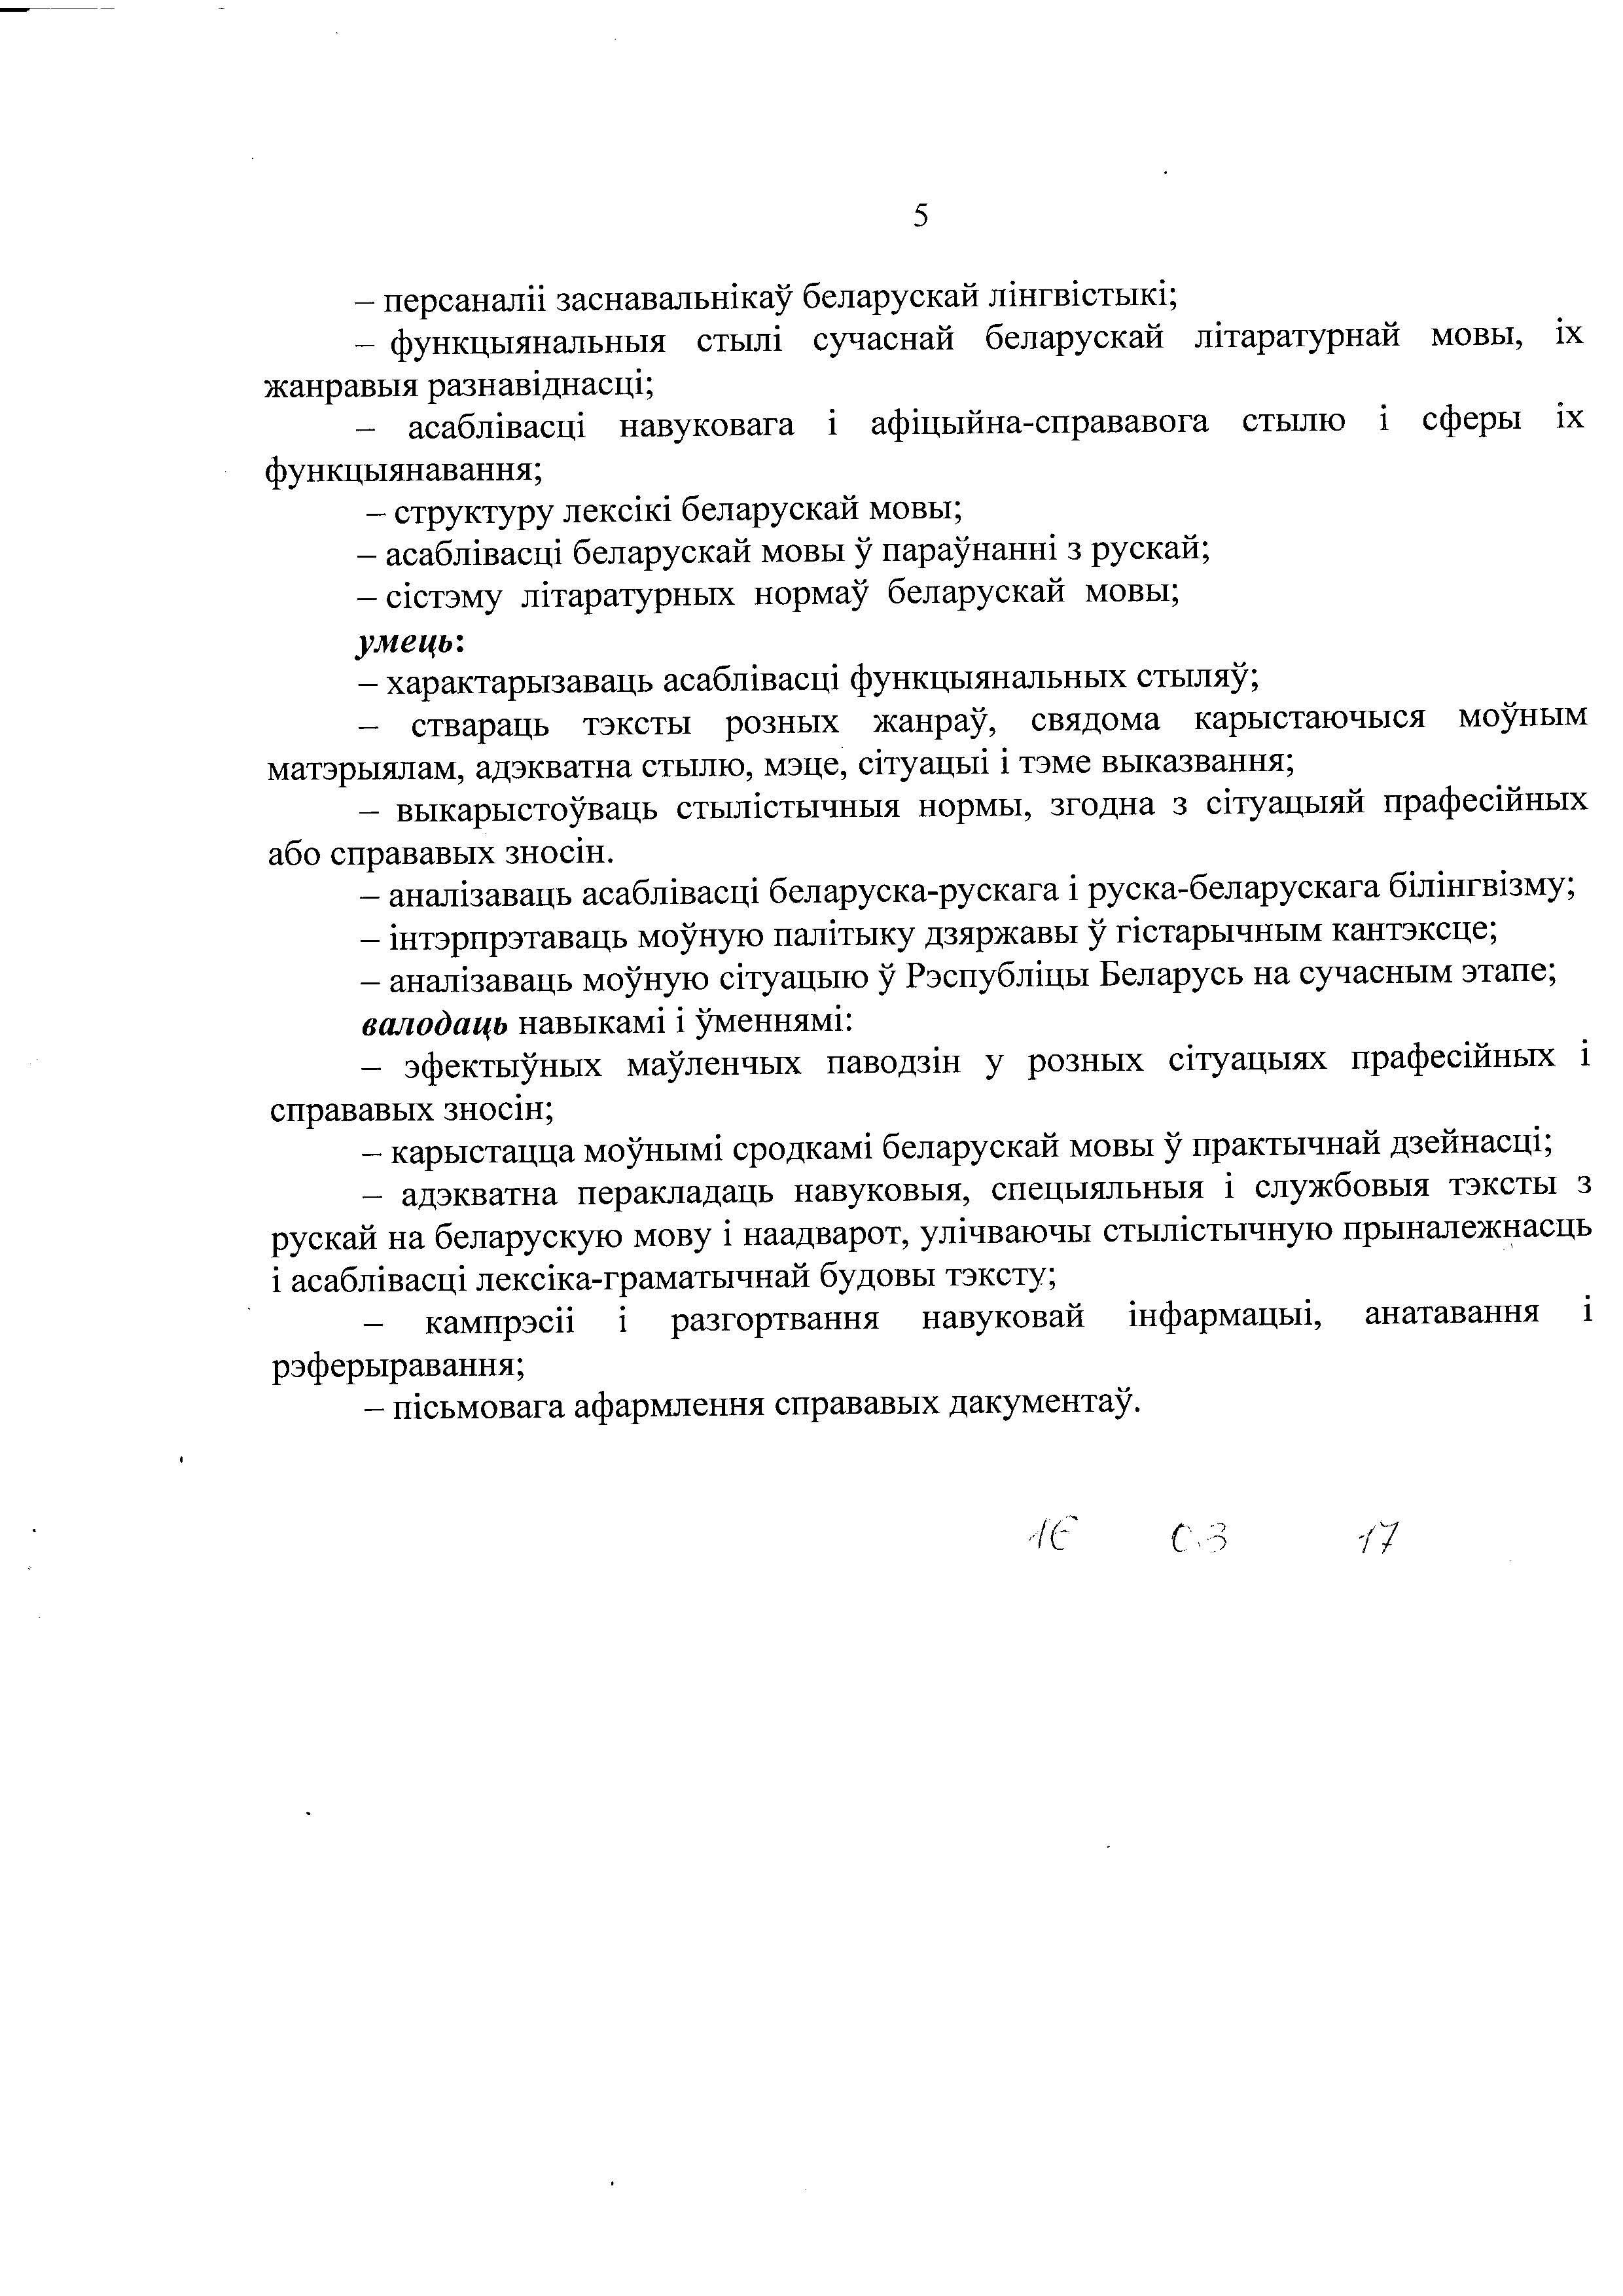 5
– персаналіі заснавальнікаў беларускай лінгвістыкі;
– функцыянальныя стылі сучаснай беларускай літаратурнай мовы, іх
жанравыя разнавіднасці;
– асаблівасці навуковага і афіцыйна-справавога стылю і сферы іх
функцыянавання;
– структуру лексікі беларускай мовы;
– асаблівасці беларускай мовы ў параўнанні з рускай;
– сістэму літаратурных нормаў беларускай мовы;
умець:
– характарызаваць асаблівасці функцыянальных стыляў;
– ствараць тэксты розных жанраў, свядома карыстаючыся моўным
матэрыялам, адэкватна стылю, мэце, сітуацыі і тэме выказвання;
– выкарыстоўваць стылістычныя нормы, згодна з сітуацыяй прафесійных
або справавых зносін.
– аналізаваць асаблівасці беларуска-рускага і руска-беларускага білінгвізму;
– інтэрпрэтаваць моўную палітыку дзяржавы ў гістарычным кантэксце;
– аналізаваць моўную сітуацыю ў Рэспубліцы Беларусь на сучасным этапе;
валодаць навыкамі і ўменнямі:
– эфектыўных маўленчых паводзін у розных сітуацыях прафесійных і
справавых зносін;
– карыстацца моўнымі сродкамі беларускай мовы ў практычнай дзейнасці;
– адэкватна перакладаць навуковыя, спецыяльныя і службовыя тэксты з
рускай на беларускую мову і наадварот, улічваючы стылістычную прыналежнасць
і асаблівасці лексіка-граматычнай будовы тэксту;
– кампрэсіі і разгортвання навуковай інфармацыі, анатавання і
рэферыравання;
– пісьмовага афармлення справавых дакументаў.
16 03 17